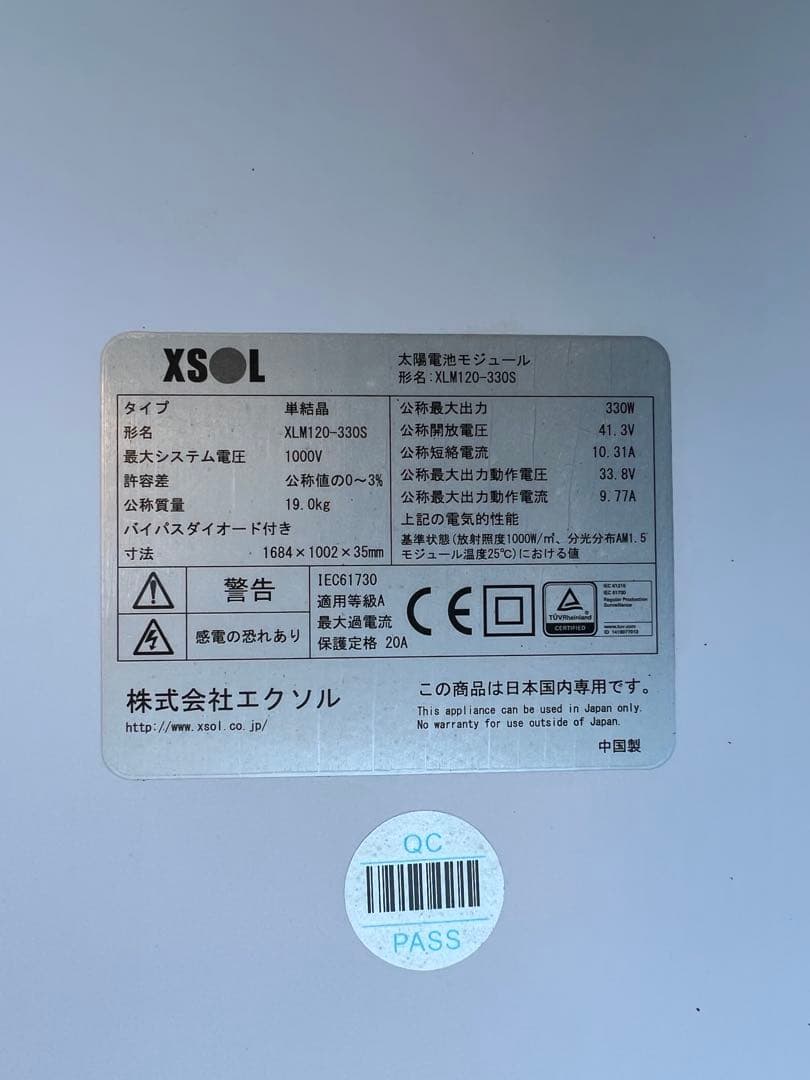 XSOL
太陽電池モジュール
形名:XLM120-330S
タイプ 単結晶
形名 XLM120-330S
最大システム電圧 1000V
許容差 公称値の0～3%
公称質量 19.0kg
バイパスダイオード付き
寸法 1684×1002×35mm
公称最大出力 330W
公称開放電圧 41.3V
公称短絡電流 10.31A
公称最大出力動作電圧 33.8V
公称最大出力動作電流 9.77A
上記の電気的性能
基準状態(放射照度1000W/㎡、分光分布AM1.5
モジュール温度25℃)における値
警告
感電の恐れあり
IEC61730
適用等級A
最大過電流
保護定格 20A
CE
TÜVRheinland
CERTIFIED
IEC 61215
IEC 61730
Regular Production
Surveillance
www.tuv.com
ID 1419077013
株式会社エクソル
http://www.xsol.co.jp/
この商品は日本国内専用です。
This appliance can be used in Japan only.
No warranty for use outside of Japan.
中国製
QC
PASS